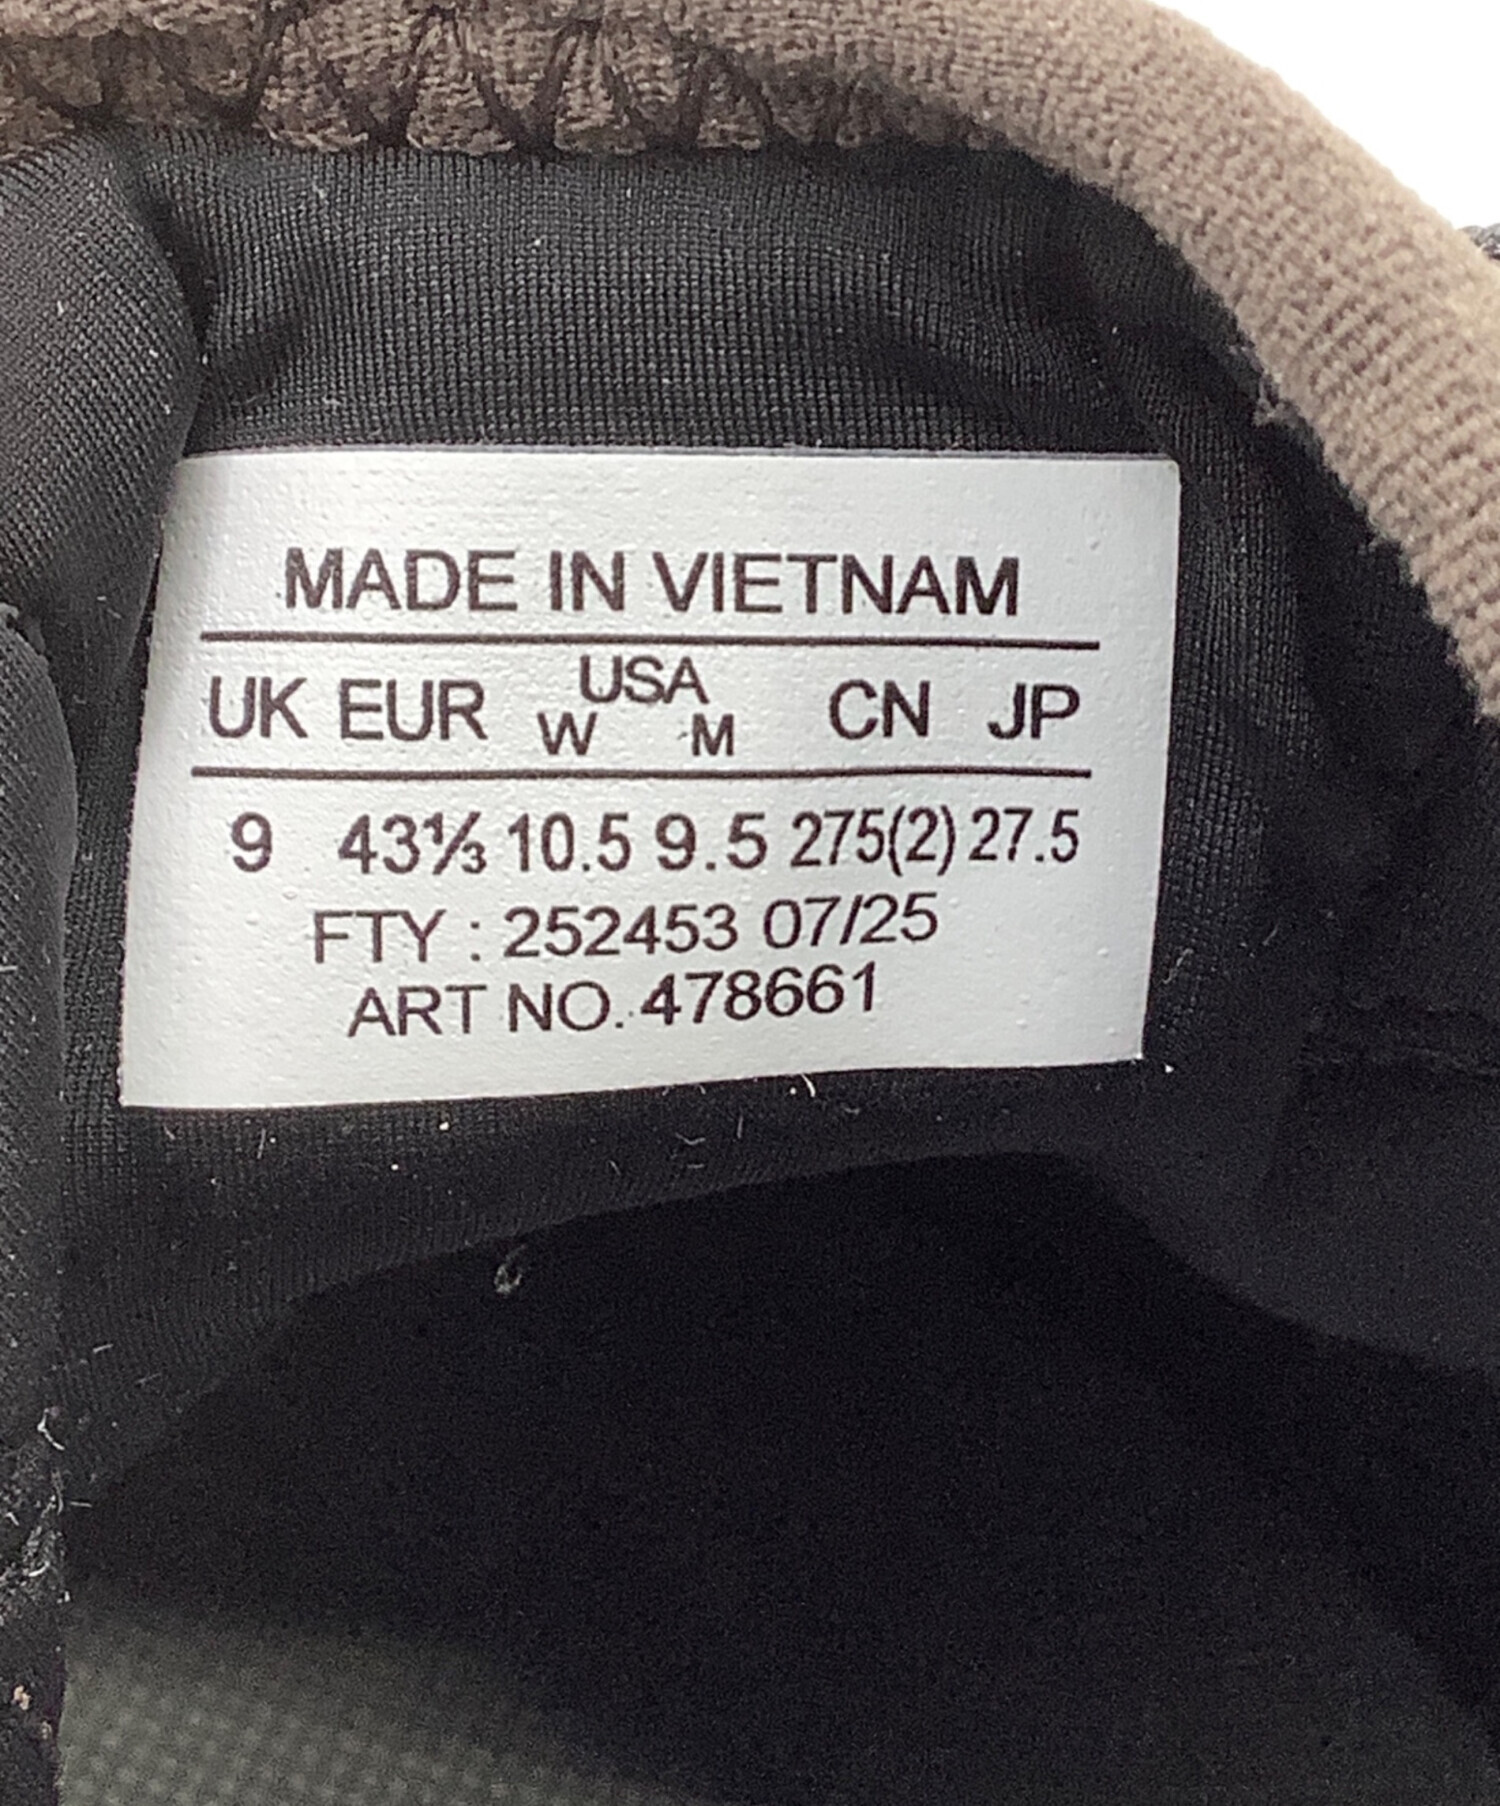 MADE IN VIETNAM
UK EUR USA CN JP
W M
9 43⅓ 10.5 9.5 275(2) 27.5
FTY : 252453 07/25
ART NO. 478661